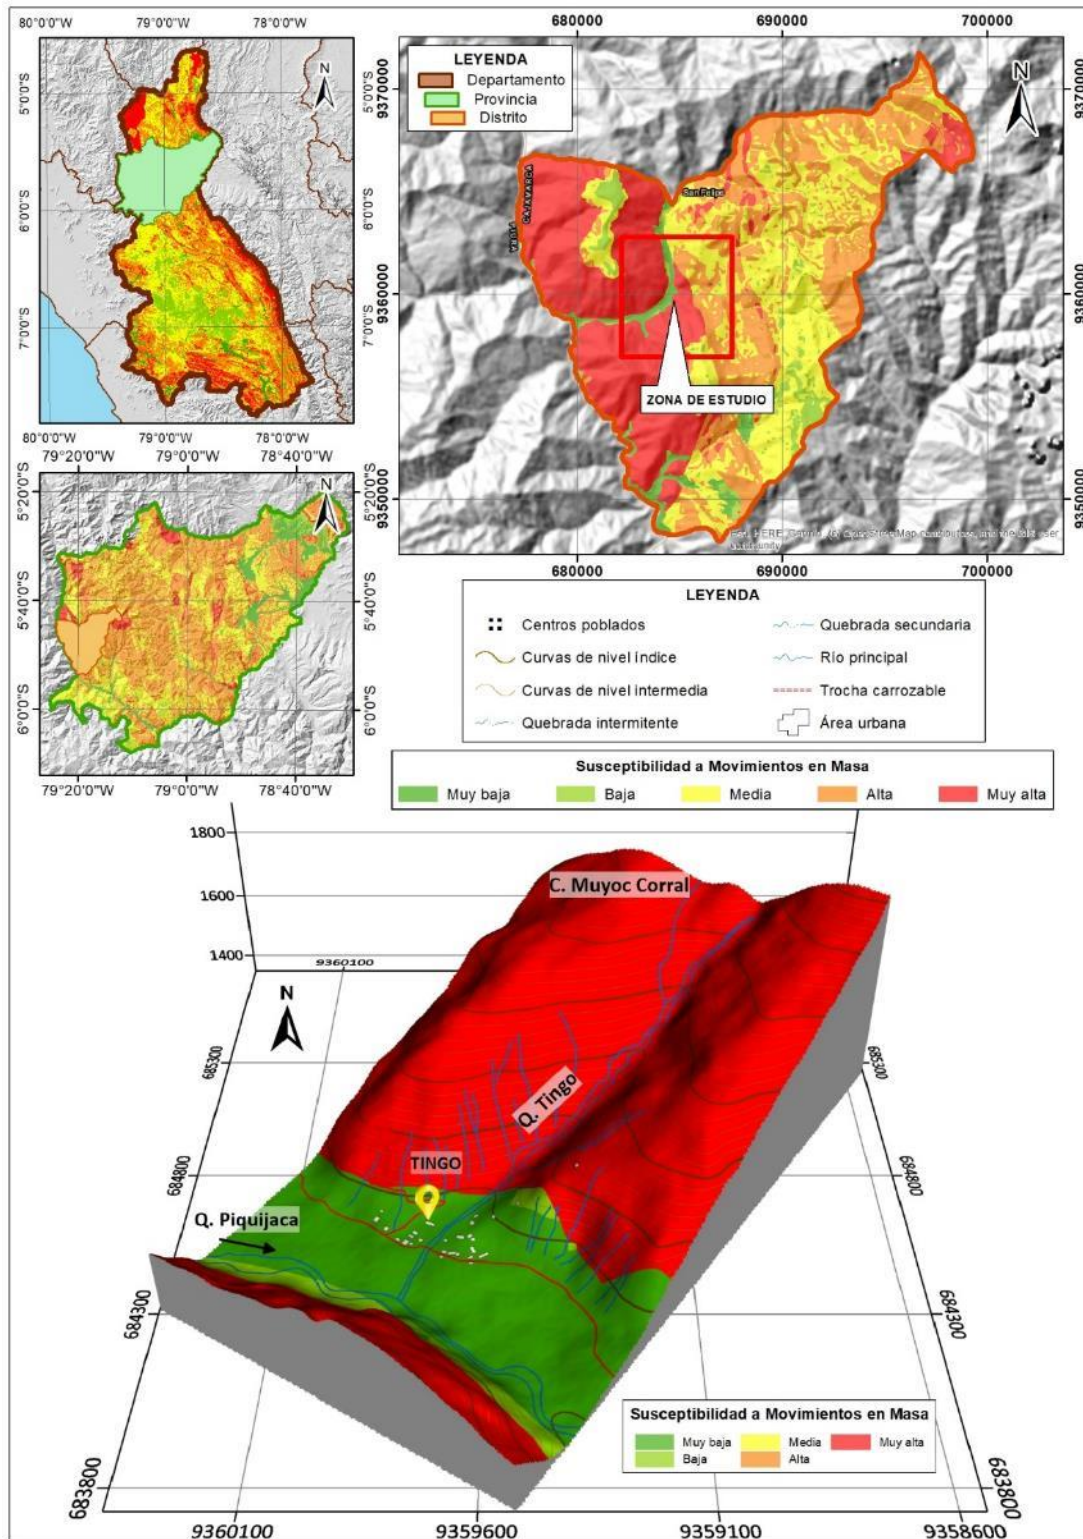 80°0'0"W 79°0'0"W 78°0'0"W
5°0'0"S
6°0'0"S
7°0'0"S
N
5°0'0"S
6°0'0"S
7°0'0"S
80°0'0"W 79°0'0"W 78°0'0"W
680000 690000 700000
LEYENDA
Departamento
Provincia
Distrito
N
9370000
9360000
9350000
9370000
9360000
9350000
CAJAMARCA
San Felipe
ZONA DE ESTUDIO
680000 690000 700000
79°20'0"W 79°0'0"W 78°40'0"W
5°20'0"S
5°40'0"S
6°0'0"S
N
5°20'0"S
5°40'0"S
6°0'0"S
79°20'0"W 79°0'0"W 78°40'0"W
LEYENDA
Centros poblados
Curvas de nivel índice
Curvas de nivel intermedia
Quebrada intermitente
Quebrada secundaria
Río principal
Trocha carrozable
Área urbana
Susceptibilidad a Movimientos en Masa
Muy baja Baja Media Alta Muy alta
1800
1600
1400
9360100
C. Muyoc Corral
N
685300
685300
Q. Tingo
TINGO
684800
684800
Q. Piquijaca
684300
684300
Susceptibilidad a Movimientos en Masa
Muy baja Media Muy alta
Baja Alta
683800
683800
9360100 9359600 9359100 9358600